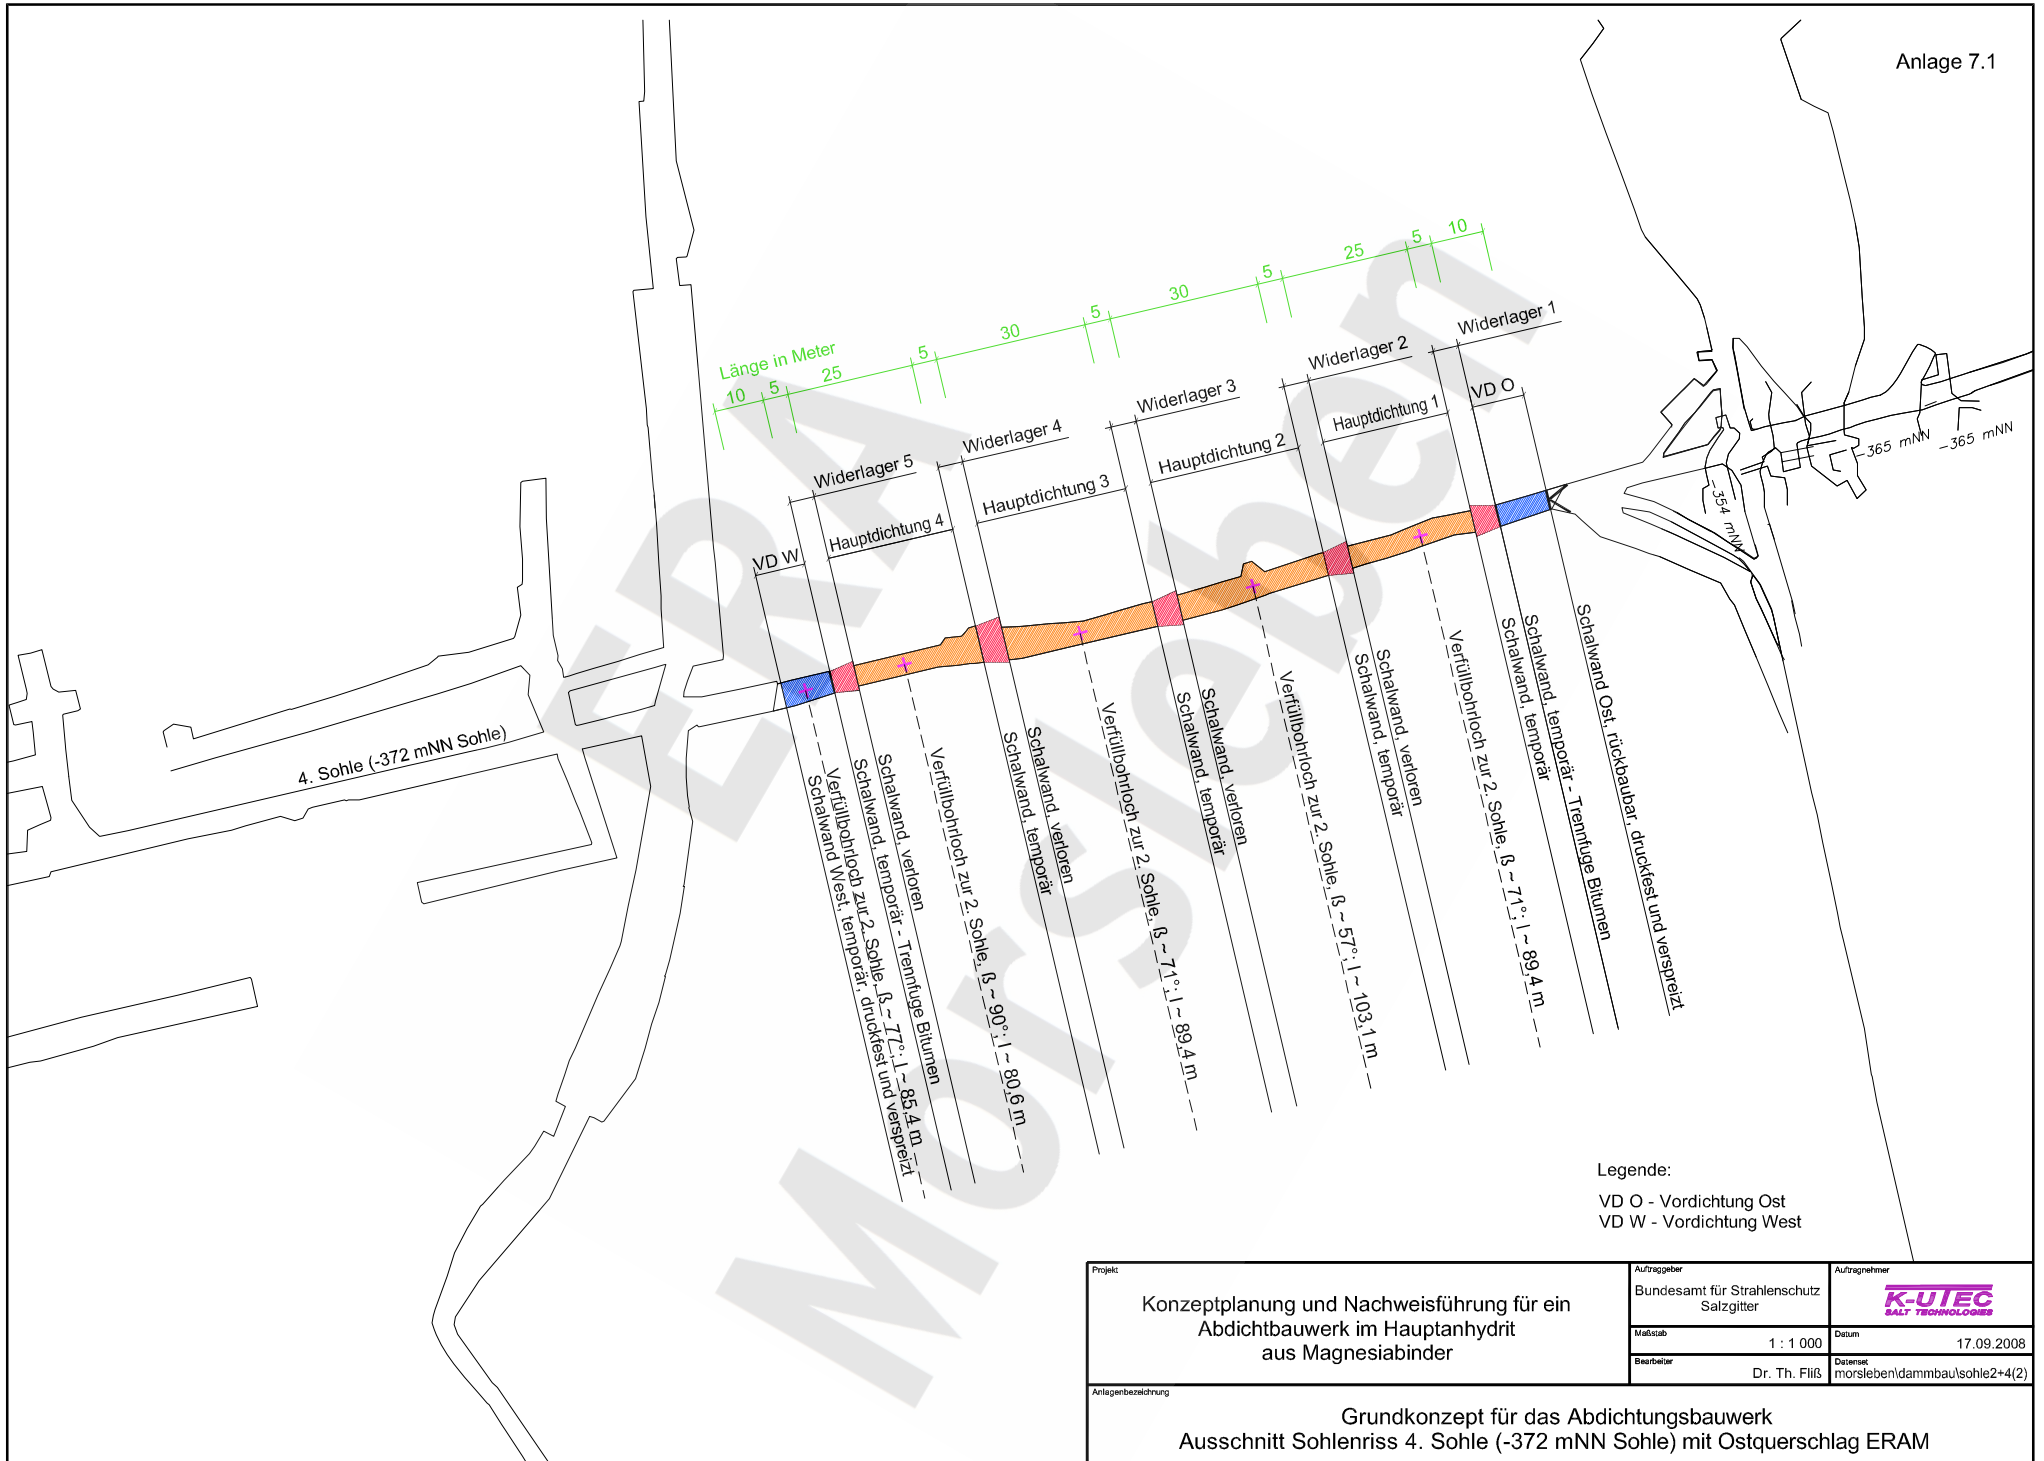 Anlage 7.1
Länge in Meter
10
5
25
5
30
5
30
5
25
5
10
Widerlager 5
Widerlager 4
Widerlager 3
Widerlager 2
Widerlager 1
VD W
Hauptdichtung 4
Hauptdichtung 3
Hauptdichtung 2
Hauptdichtung 1
VD O
-365 mNN
-365 mNN
-354 mNN
4. Sohle (-372 mNN Sohle)
Schalwand West, temporär, druckfest und verspreizt
Verfüllbohrloch zur 2. Sohle, ß ~ 77°; l ~ 85,4 m
Schalwand, temporär - Trennfuge Bitumen
Schalwand, verloren
Verfüllbohrloch zur 2. Sohle, ß ~ 90°; l ~ 80,6 m
Schalwand, temporär
Schalwand, verloren
Verfüllbohrloch zur 2. Sohle, ß ~ 71°; l ~ 89,4 m
Schalwand, temporär
Schalwand, verloren
Verfüllbohrloch zur 2. Sohle, ß ~ 57°; l ~ 103,1 m
Schalwand, temporär
Schalwand, verloren
Verfüllbohrloch zur 2. Sohle, ß ~ 71°; l ~ 89,4 m
Schalwand, temporär
Schalwand, temporär - Trennfuge Bitumen
Schalwand Ost, rückbaubar, druckfest und verspreizt
ERA
Morsleben
Legende:
VD O - Vordichtung Ost
VD W - Vordichtung West
Projekt
Konzeptplanung und Nachweisführung für ein
Abdichtbauwerk im Hauptanhydrit
aus Magnesiabinder
Auftraggeber
Bundesamt für Strahlenschutz
Salzgitter
Auftragnehmer
K-UTEC
SALT TECHNOLOGIES
Maßstab
1 : 1 000
Datum
17.09.2008
Bearbeiter
Dr. Th. Fliß
Datenset
morsleben\dammbau\sohle2+4(2)
Anlagenbezeichnung
Grundkonzept für das Abdichtungsbauwerk
Ausschnitt Sohlenriss 4. Sohle (-372 mNN Sohle) mit Ostquerschlag ERAM